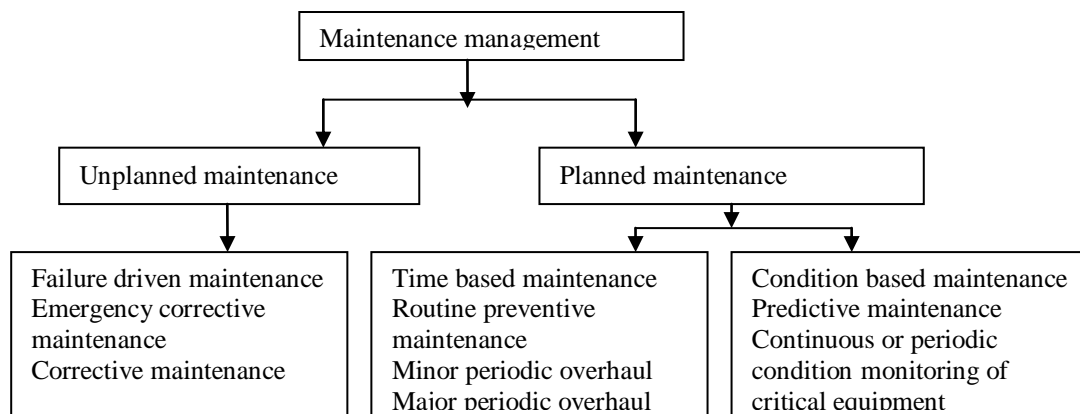 Maintenance management
Unplanned maintenance
Planned maintenance
Failure driven maintenance
Emergency corrective
maintenance
Corrective maintenance
Time based maintenance
Routine preventive
maintenance
Minor periodic overhaul
Major periodic overhaul
Condition based maintenance
Predictive maintenance
Continuous or periodic
condition monitoring of
critical equipment